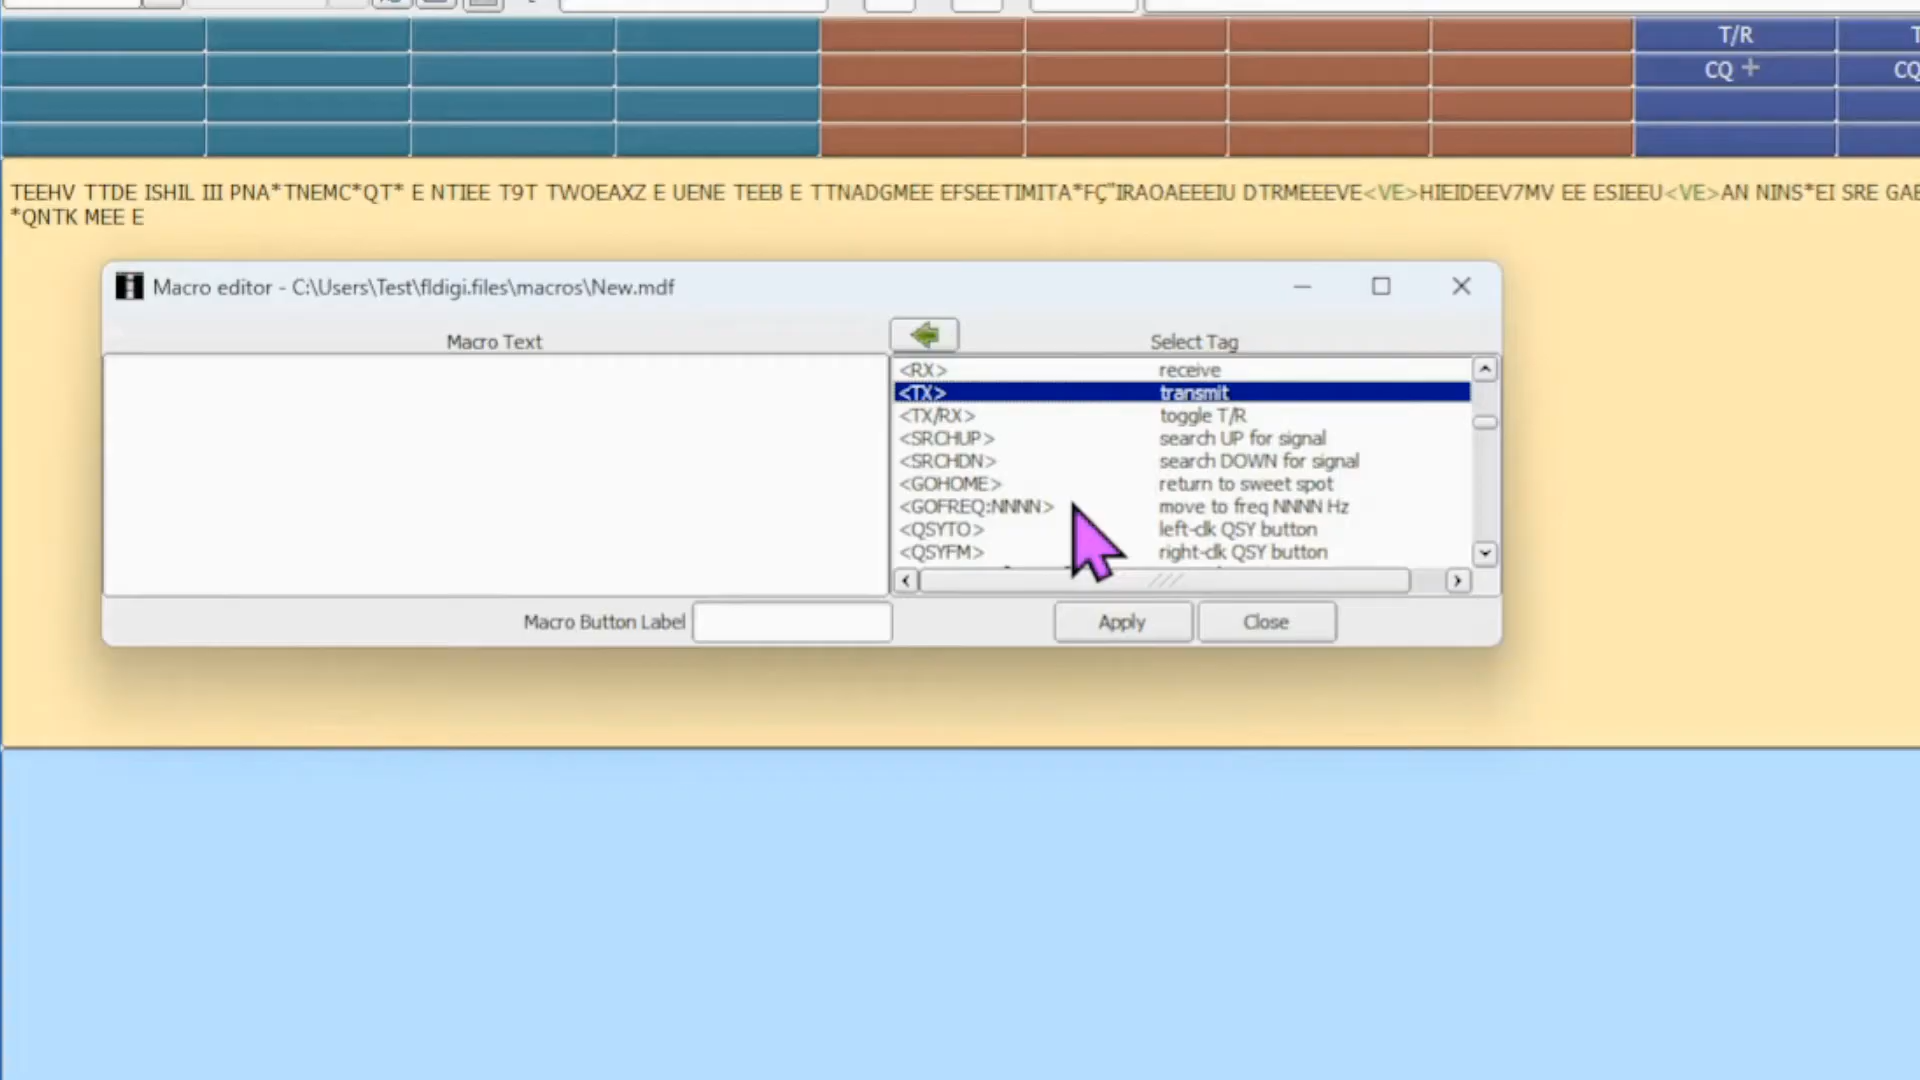 T/R
CQ
CQ
TEEHV TTDE ISHIL III PNA*TNEMC*QT* E NTIEE T9T TWOEAXZ E UENE TEEB E TTNADGMEE EFSEETIMITA*FÇ"IRAOAEEEIU DTRMEEEVE<VE>HIEIDEEV7MV EE ESIEEU<VE>AN NINS*EI SRE GAE
*QNTK MEE E
Macro editor - C:\Users\Test\fldigi.files\macros\New.mdf
Macro Text
Select Tag
<RX> receive
<TX> transmit
<TX/RX> toggle T/R
<SRCHUP> search UP for signal
<SRCHDN> search DOWN for signal
<GOHOME> return to sweet spot
<GOFREQ:NNNN> move to freq NNNN Hz
<QSYTO> left-clk QSY button
<QSYFM> right-clk QSY button
Macro Button Label
Apply
Close